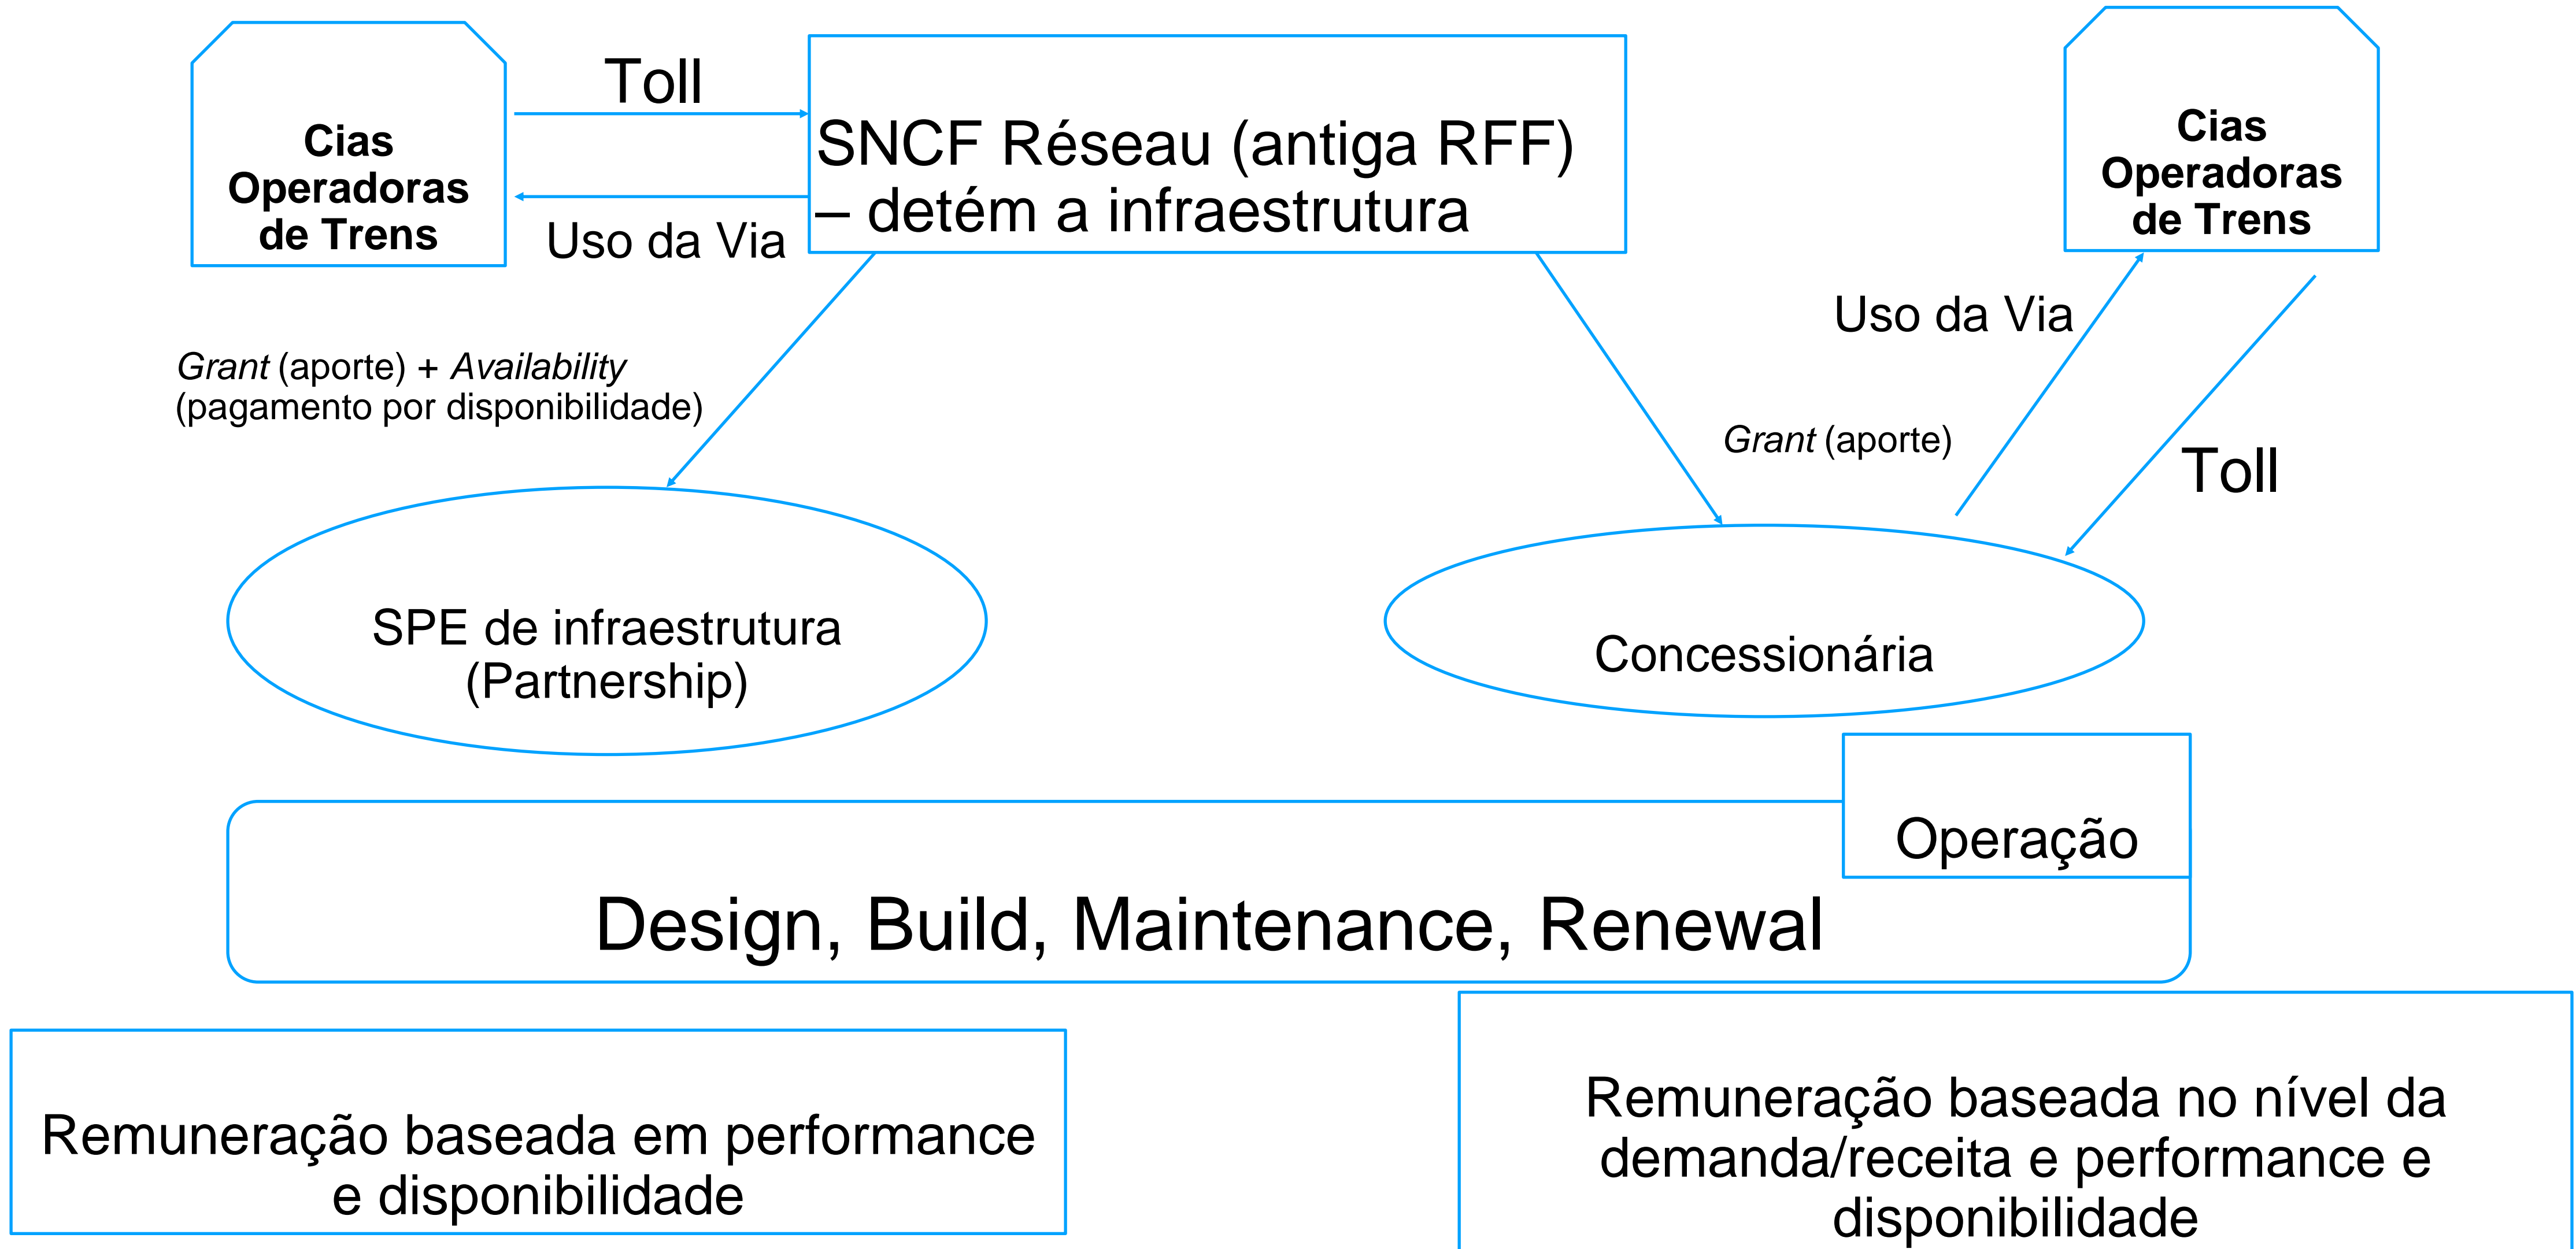 Cias
Operadoras
de Trens
Toll
Uso da Via
SNCF Réseau (antiga RFF)
– detém a infraestrutura
Cias
Operadoras
de Trens
Uso da Via
Grant (aporte) + Availability
(pagamento por disponibilidade)
Grant (aporte)
Toll
SPE de infraestrutura
(Partnership)
Concessionária
Operação
Design, Build, Maintenance, Renewal
Remuneração baseada em performance
e disponibilidade
Remuneração baseada no nível da
demanda/receita e performance e
disponibilidade